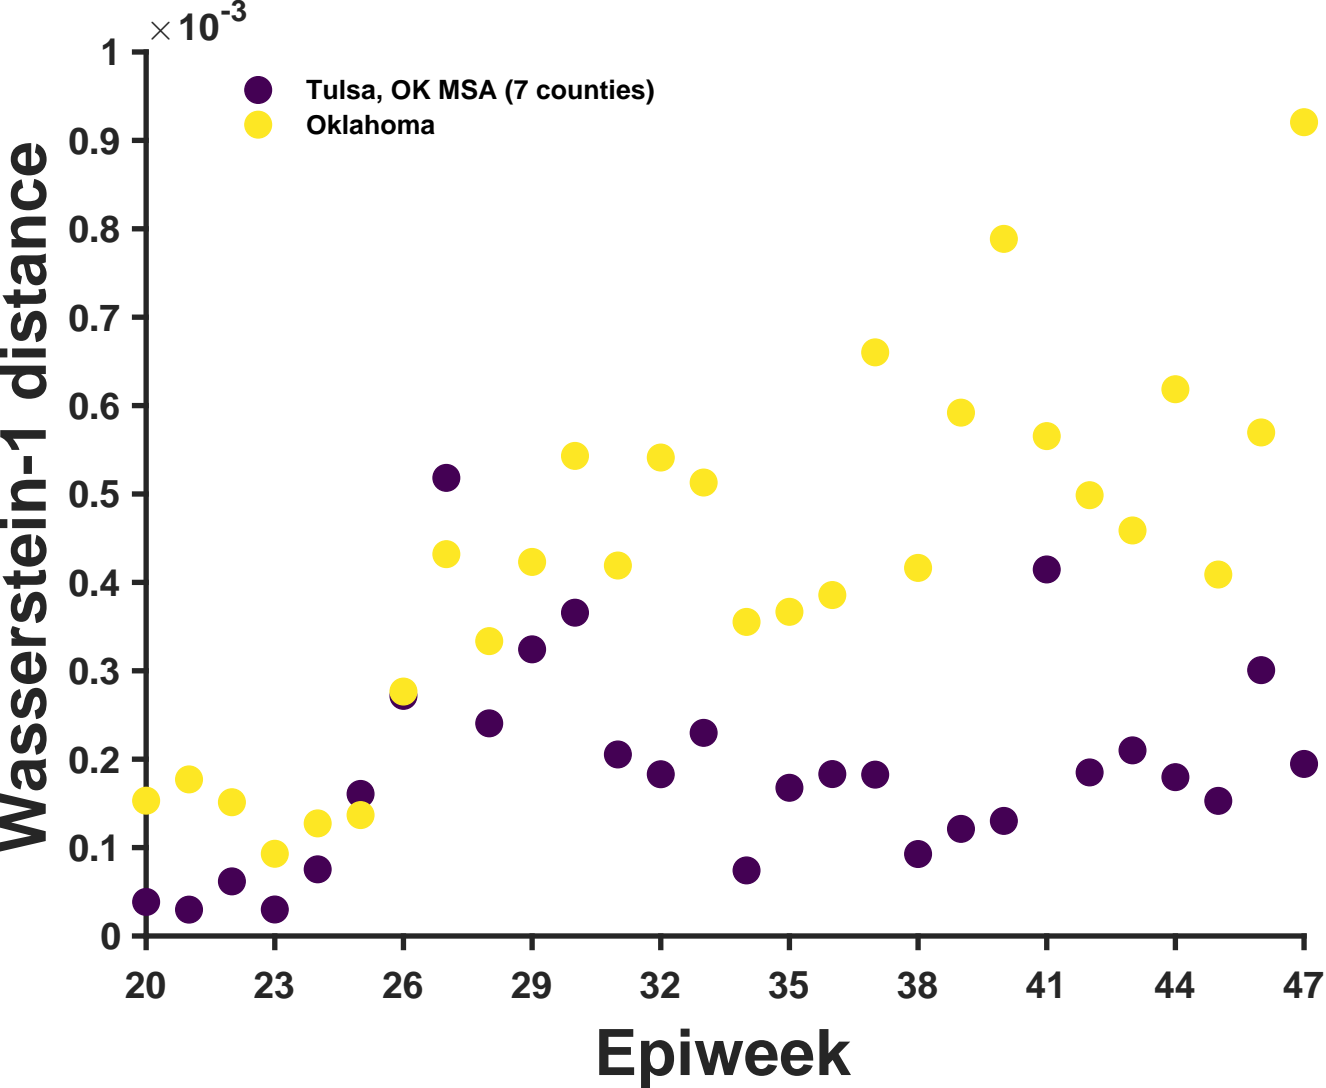 × 10-3
1
Tulsa, OK MSA (7 counties)
Oklahoma
0.9
0.8
0.7
0.6
0.5
0.4
0.3
0.2
0.1
0
Wasserstein-1 distance
20 23 26 29 32 35 38 41 44 47
Epiweek